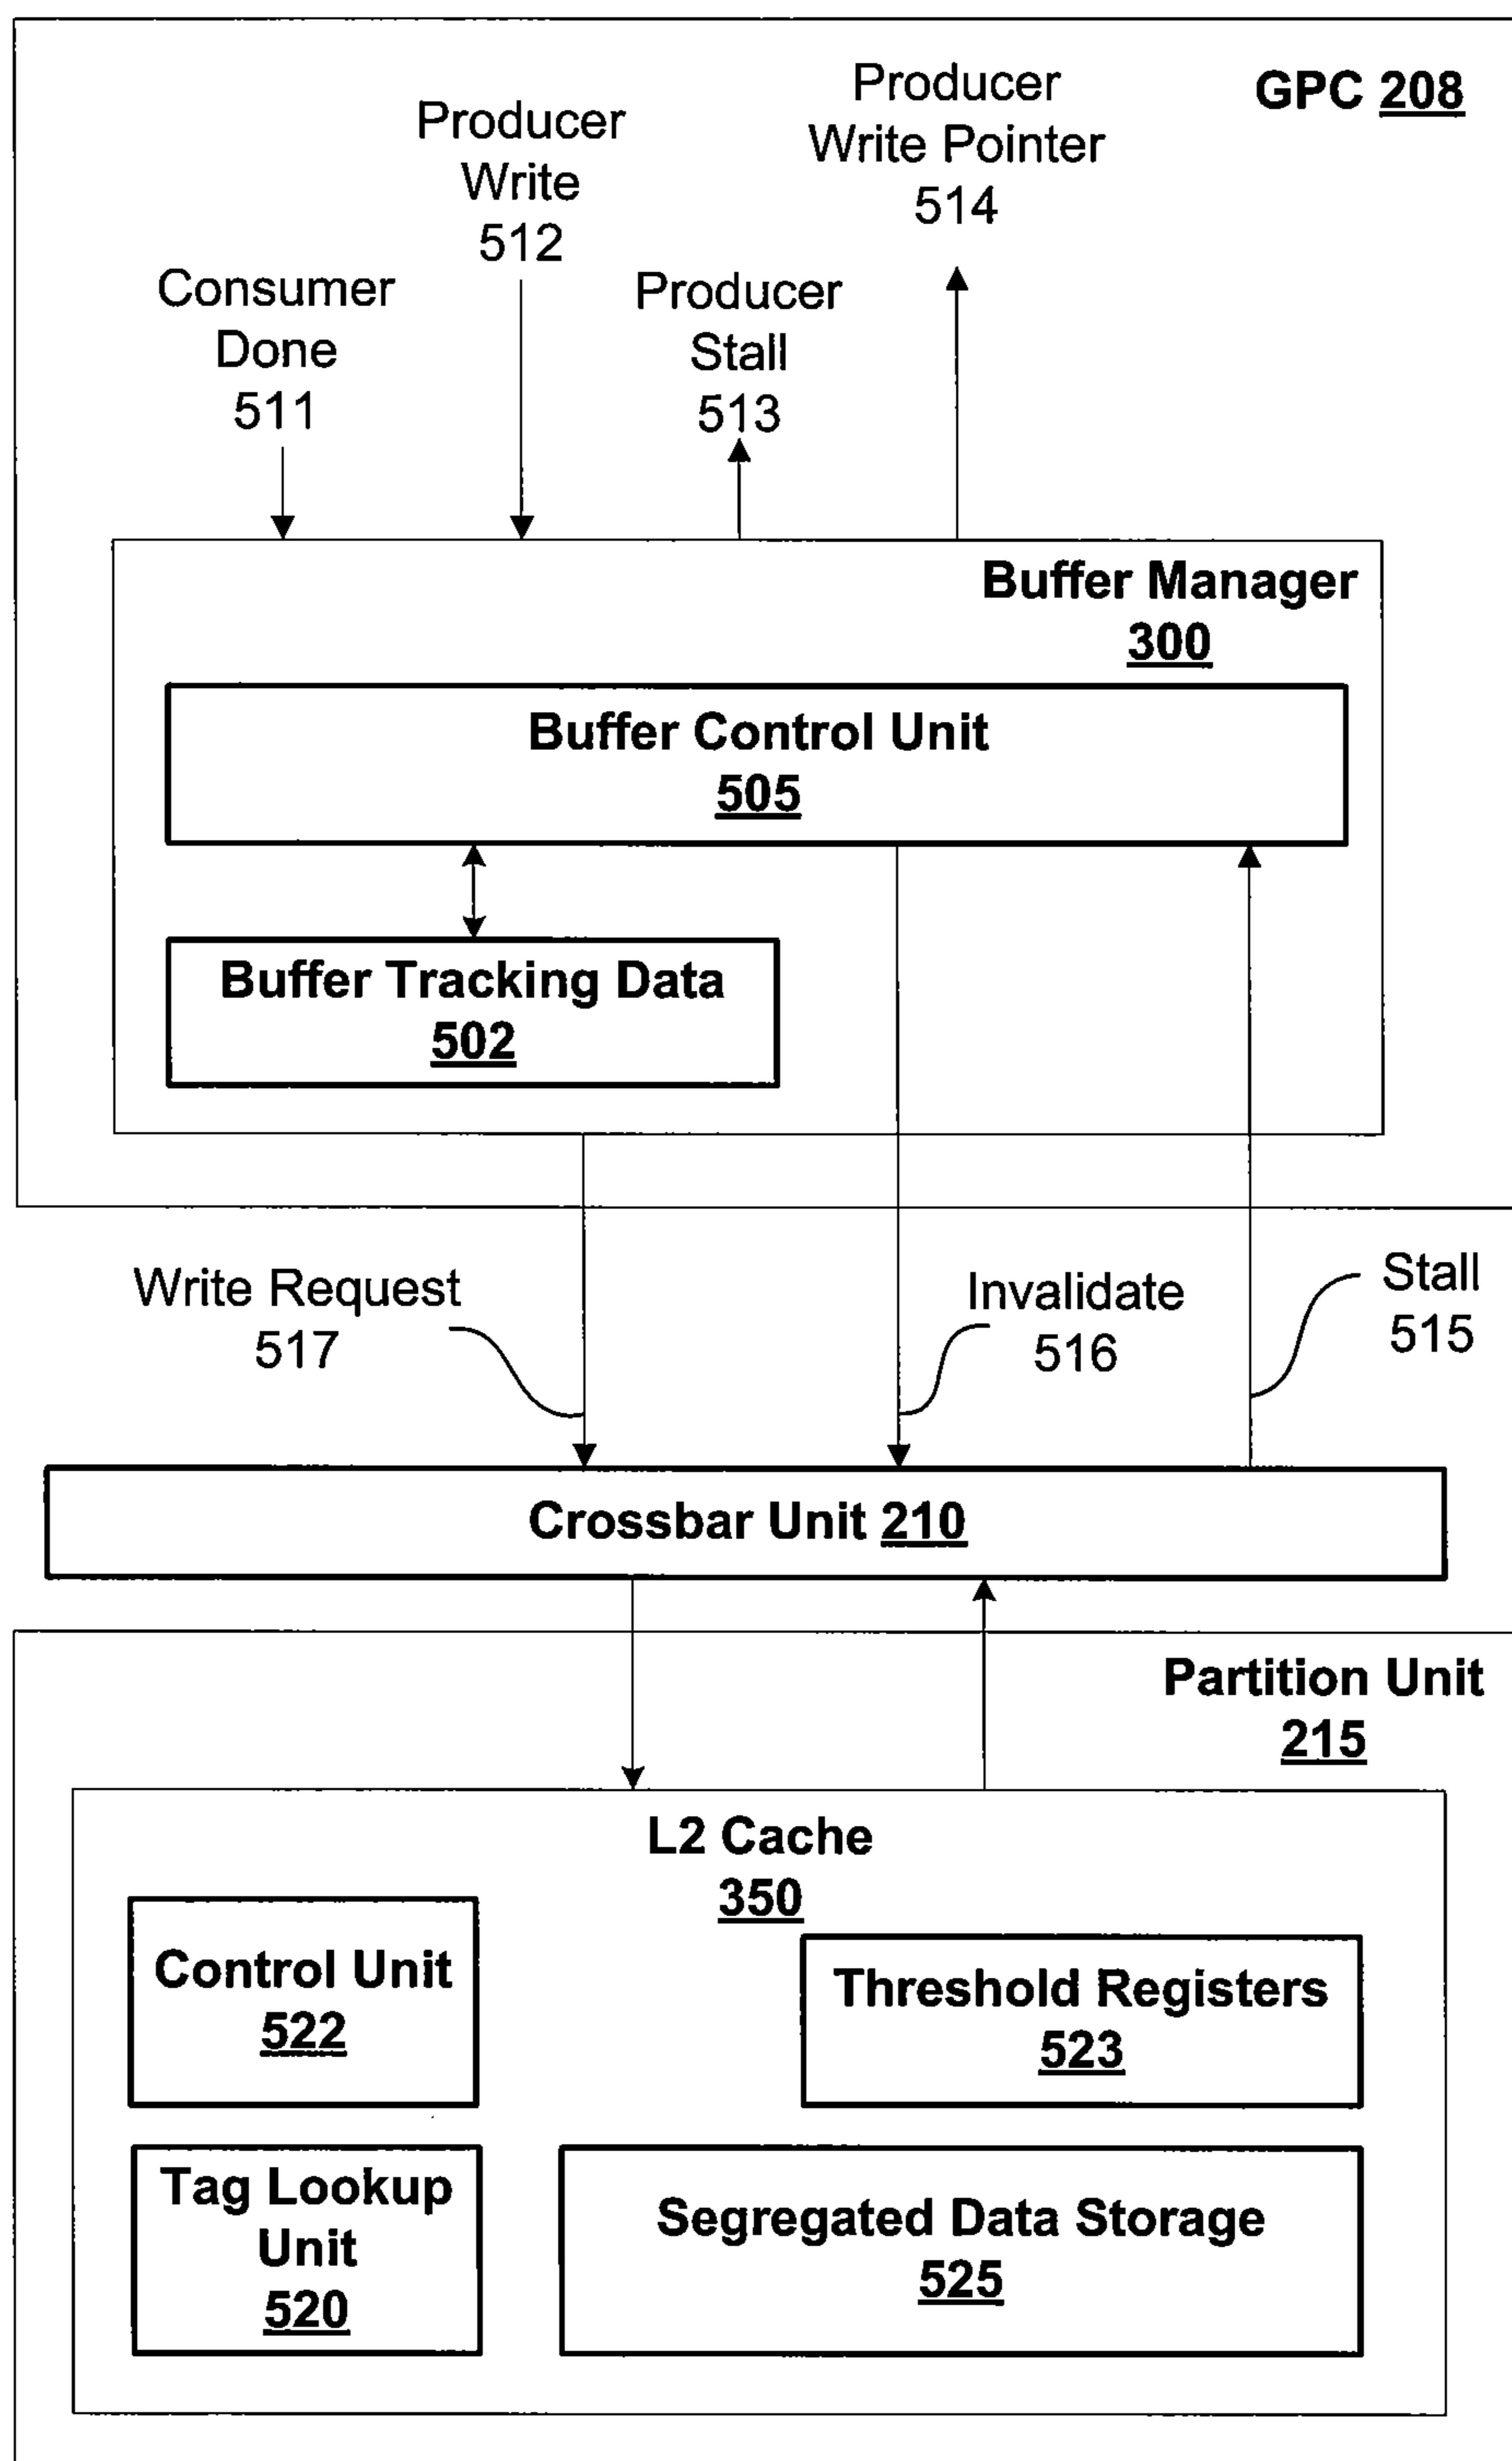 GPC 208
Producer
Write Pointer
514
Producer
Write
512
Consumer
Done
511
Producer
Stall
513
Buffer Manager
300
Buffer Control Unit
505
Buffer Tracking Data
502
Write Request
517
Invalidate
516
Stall
515
Crossbar Unit 210
Partition Unit
215
L2 Cache
350
Control Unit
522
Threshold Registers
523
Tag Lookup
Unit
520
Segregated Data Storage
525